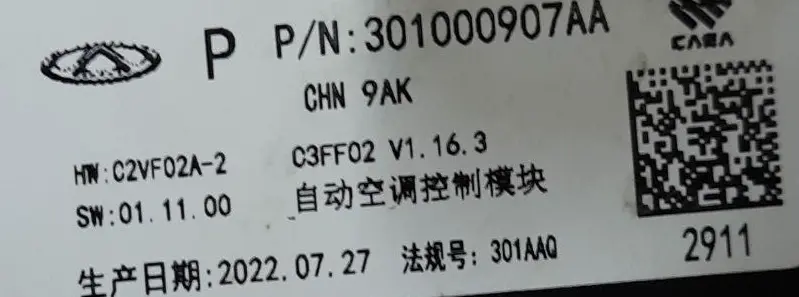 P P/N:301000907AA
CAERA
CHN 9AK
HW:C2VF02A-2 C3FF02 V1.16.3
SW:01.11.00 自动空调控制模块
生产日期:2022.07.27 法规号:301AAQ 2911